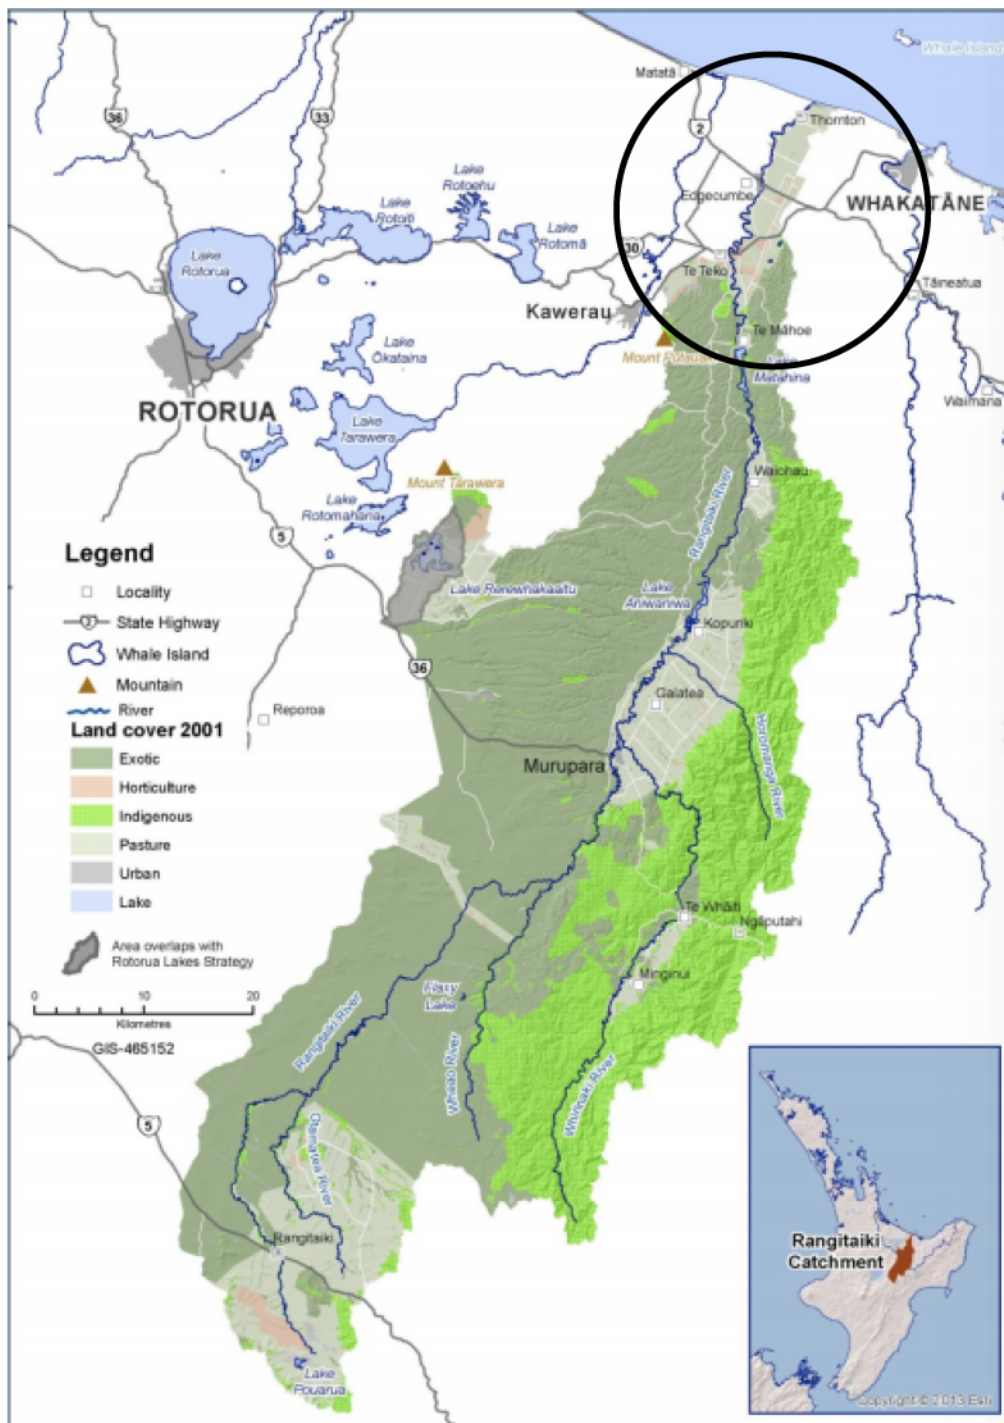 Whale Island
Matatā
36
33
2
Thornton
Lake
Rotoehu
Lake
Rotoiti
Edgecumbe
WHAKATĀNE
Lake
Rotomā
Lake
Rotorua
30
Te Teko
Tāneatua
Kawerau
Te Māhoe
Lake
Ōkataina
Mount Putauaki
Lake
Matahina
Waimana
ROTORUA
Lake
Tarawera
Mount Tarawera
Waiohau
Lake
Rotomahana
Rangitaiki River
5
Legend
Locality
2
State Highway
Whale Island
Mountain
River
Land cover 2001
Exotic
Horticulture
Indigenous
Pasture
Urban
Lake
Area overlaps with
Rotorua Lakes Strategy
0 10 20
Kilometres
GIS-465152
Lake Rerewhakaaitu
Lake
Aniwaniwa
Kopuriki
36
Galatea
Reporoa
Horomanga River
Murupara
Te Whāiti
Ngāputahi
Minginui
Flaxy
Lake
Rangitaiki River
Wheao River
Whirinaki River
5
Otamatea River
Rangitaiki
Lake
Pouarua
Rangitaiki
Catchment
Copyright:© 2013 Esri